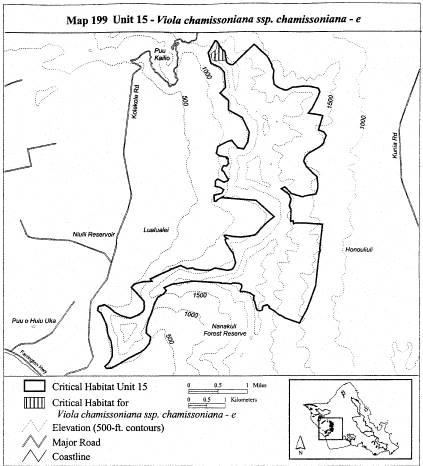 Map 199 Unit 15 - Viola chamissoniana ssp. chamissoniana - e
Puu
Kailio
Kolekole Rd
1000
500
1500
1000
Kunia Rd
Niulii Reservoir
Lualualei
Honouliuli
Puu o Hulu Uka
Farrington Hwy
1500
1000
500
Nanakuli
Forest Reserve
Critical Habitat Unit 15
Critical Habitat for
Viola chamissoniana ssp. chamissoniana - e
Elevation (500-ft. contours)
Major Road
Coastline
0 0.5 1 Miles
0 0.5 1 Kilometers
N